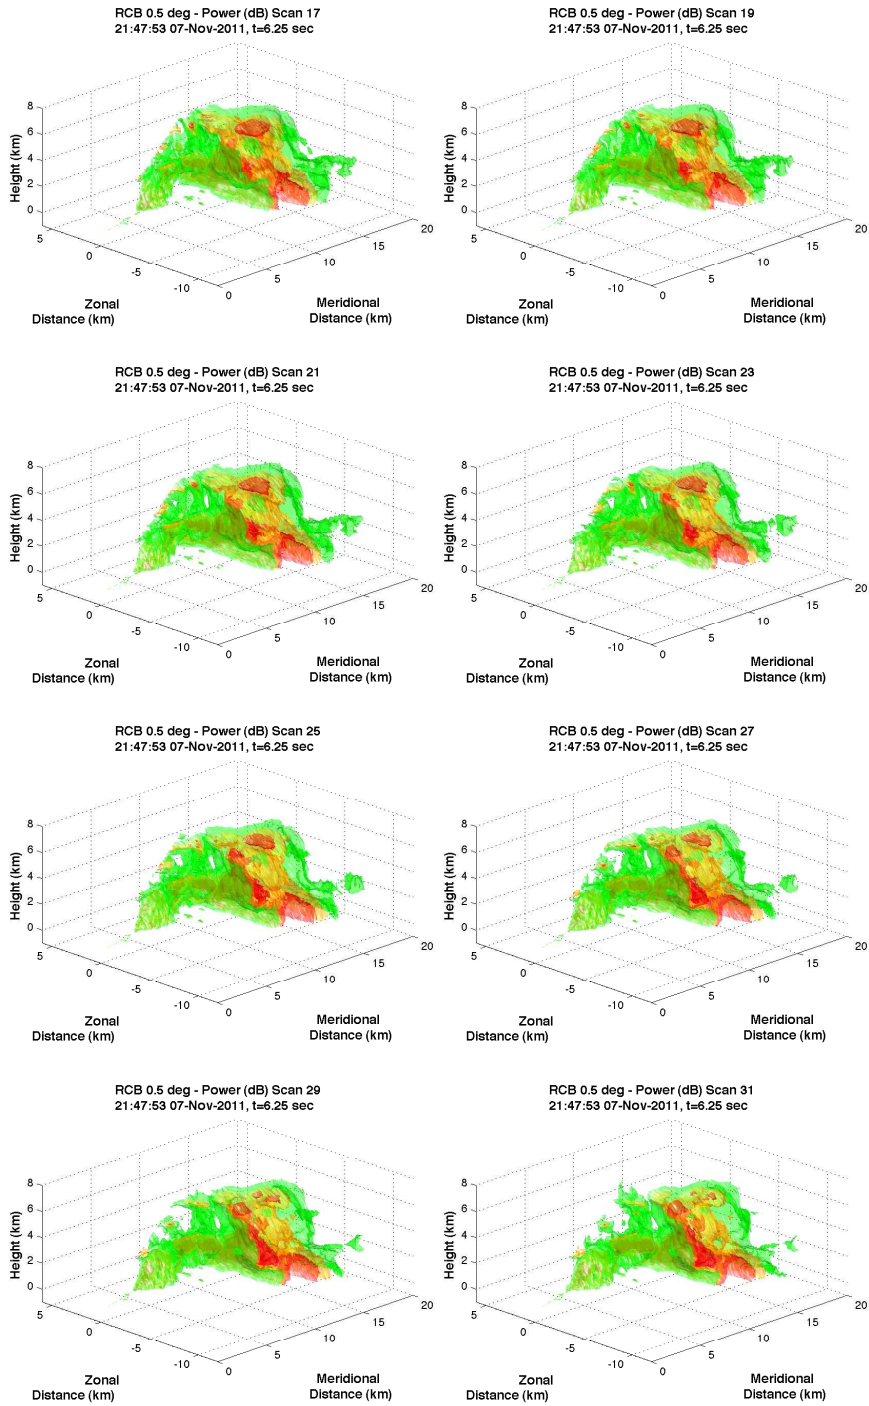 RCB 0.5 deg - Power (dB) Scan 17
21:47:53 07-Nov-2011, t=6.25 sec
8
6
4
2
0
Height (km)
5
0
-5
-10
0
5
10
15
20
Zonal
Distance (km)
Meridional
Distance (km)
RCB 0.5 deg - Power (dB) Scan 19
21:47:53 07-Nov-2011, t=6.25 sec
8
6
4
2
0
Height (km)
5
0
-5
-10
0
5
10
15
20
Zonal
Distance (km)
Meridional
Distance (km)
RCB 0.5 deg - Power (dB) Scan 21
21:47:53 07-Nov-2011, t=6.25 sec
8
6
4
2
0
Height (km)
5
0
-5
-10
0
5
10
15
20
Zonal
Distance (km)
Meridional
Distance (km)
RCB 0.5 deg - Power (dB) Scan 23
21:47:53 07-Nov-2011, t=6.25 sec
8
6
4
2
0
Height (km)
5
0
-5
-10
0
5
10
15
20
Zonal
Distance (km)
Meridional
Distance (km)
RCB 0.5 deg - Power (dB) Scan 25
21:47:53 07-Nov-2011, t=6.25 sec
8
6
4
2
0
Height (km)
5
0
-5
-10
0
5
10
15
20
Zonal
Distance (km)
Meridional
Distance (km)
RCB 0.5 deg - Power (dB) Scan 27
21:47:53 07-Nov-2011, t=6.25 sec
8
6
4
2
0
Height (km)
5
0
-5
-10
0
5
10
15
20
Zonal
Distance (km)
Meridional
Distance (km)
RCB 0.5 deg - Power (dB) Scan 29
21:47:53 07-Nov-2011, t=6.25 sec
8
6
4
2
0
Height (km)
5
0
-5
-10
0
5
10
15
20
Zonal
Distance (km)
Meridional
Distance (km)
RCB 0.5 deg - Power (dB) Scan 31
21:47:53 07-Nov-2011, t=6.25 sec
8
6
4
2
0
Height (km)
5
0
-5
-10
0
5
10
15
20
Zonal
Distance (km)
Meridional
Distance (km)